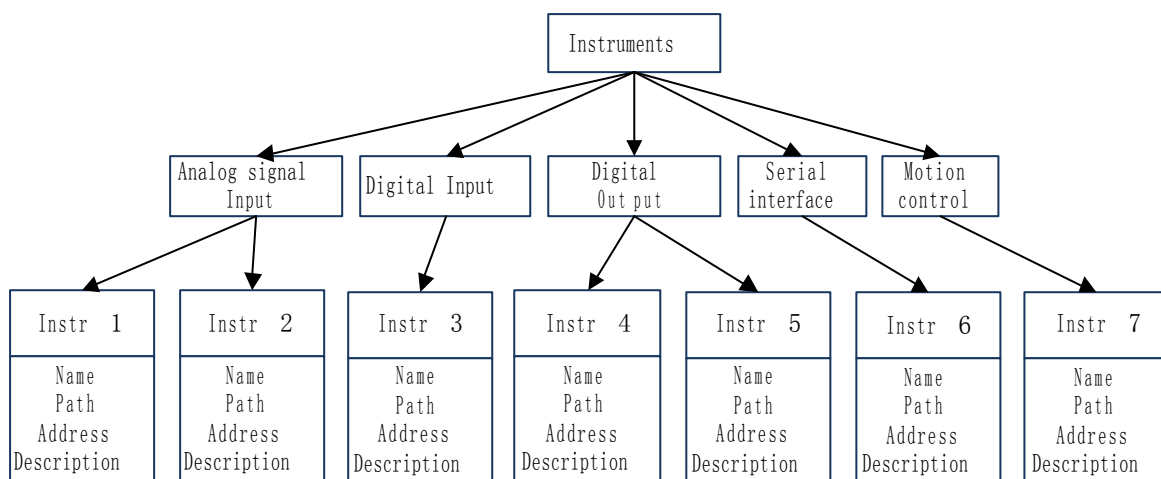 Instruments
Analog signal
Input
Digital Input
Digital
Output
Serial
interface
Motion
control
Instr 1
Name
Path
Address
Description
Instr 2
Name
Path
Address
Description
Instr 3
Name
Path
Address
Description
Instr 4
Name
Path
Address
Description
Instr 5
Name
Path
Address
Description
Instr 6
Name
Path
Address
Description
Instr 7
Name
Path
Address
Description